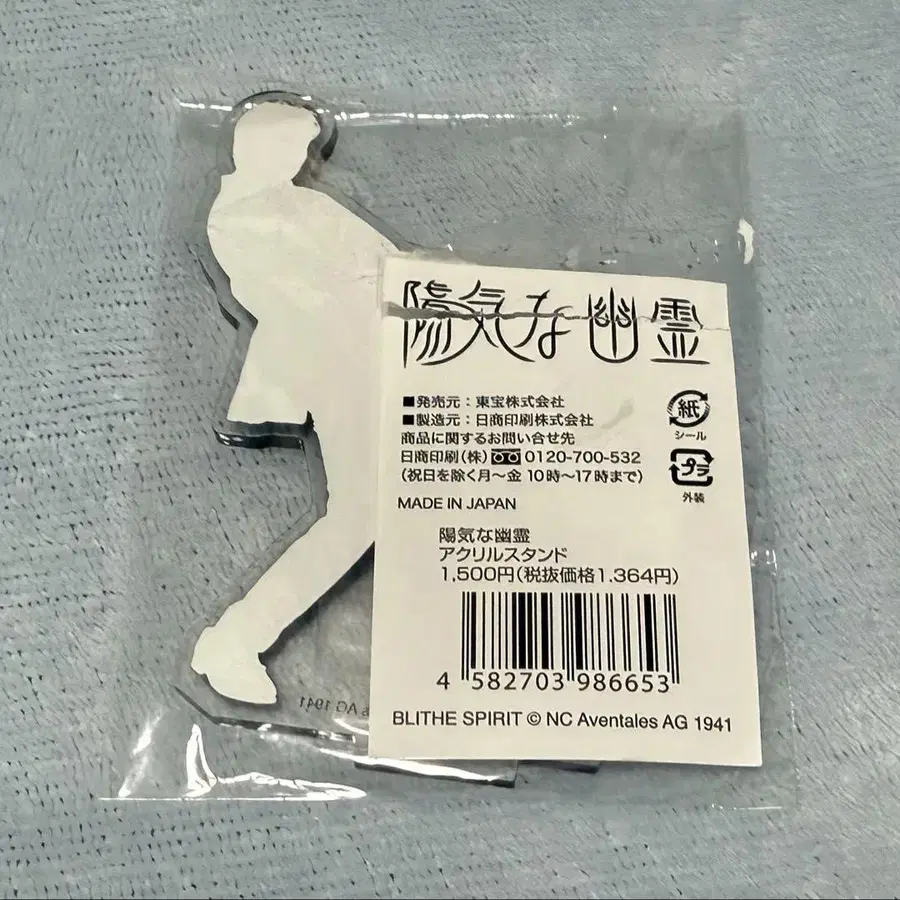 陽気な幽霊
■発売元：東宝株式会社
■製造元：日商印刷株式会社
商品に関するお問い合せ先
日商印刷(株) 0120-700-532
(祝日を除く月～金 10時～17時まで)
紙
シール
プラ
外装
MADE IN JAPAN
陽気な幽霊
アクリルスタンド
1,500円(税抜価格1.364円)
4 582703 986653
BLITHE SPIRIT © NC Aventales AG 1941
AG 1941